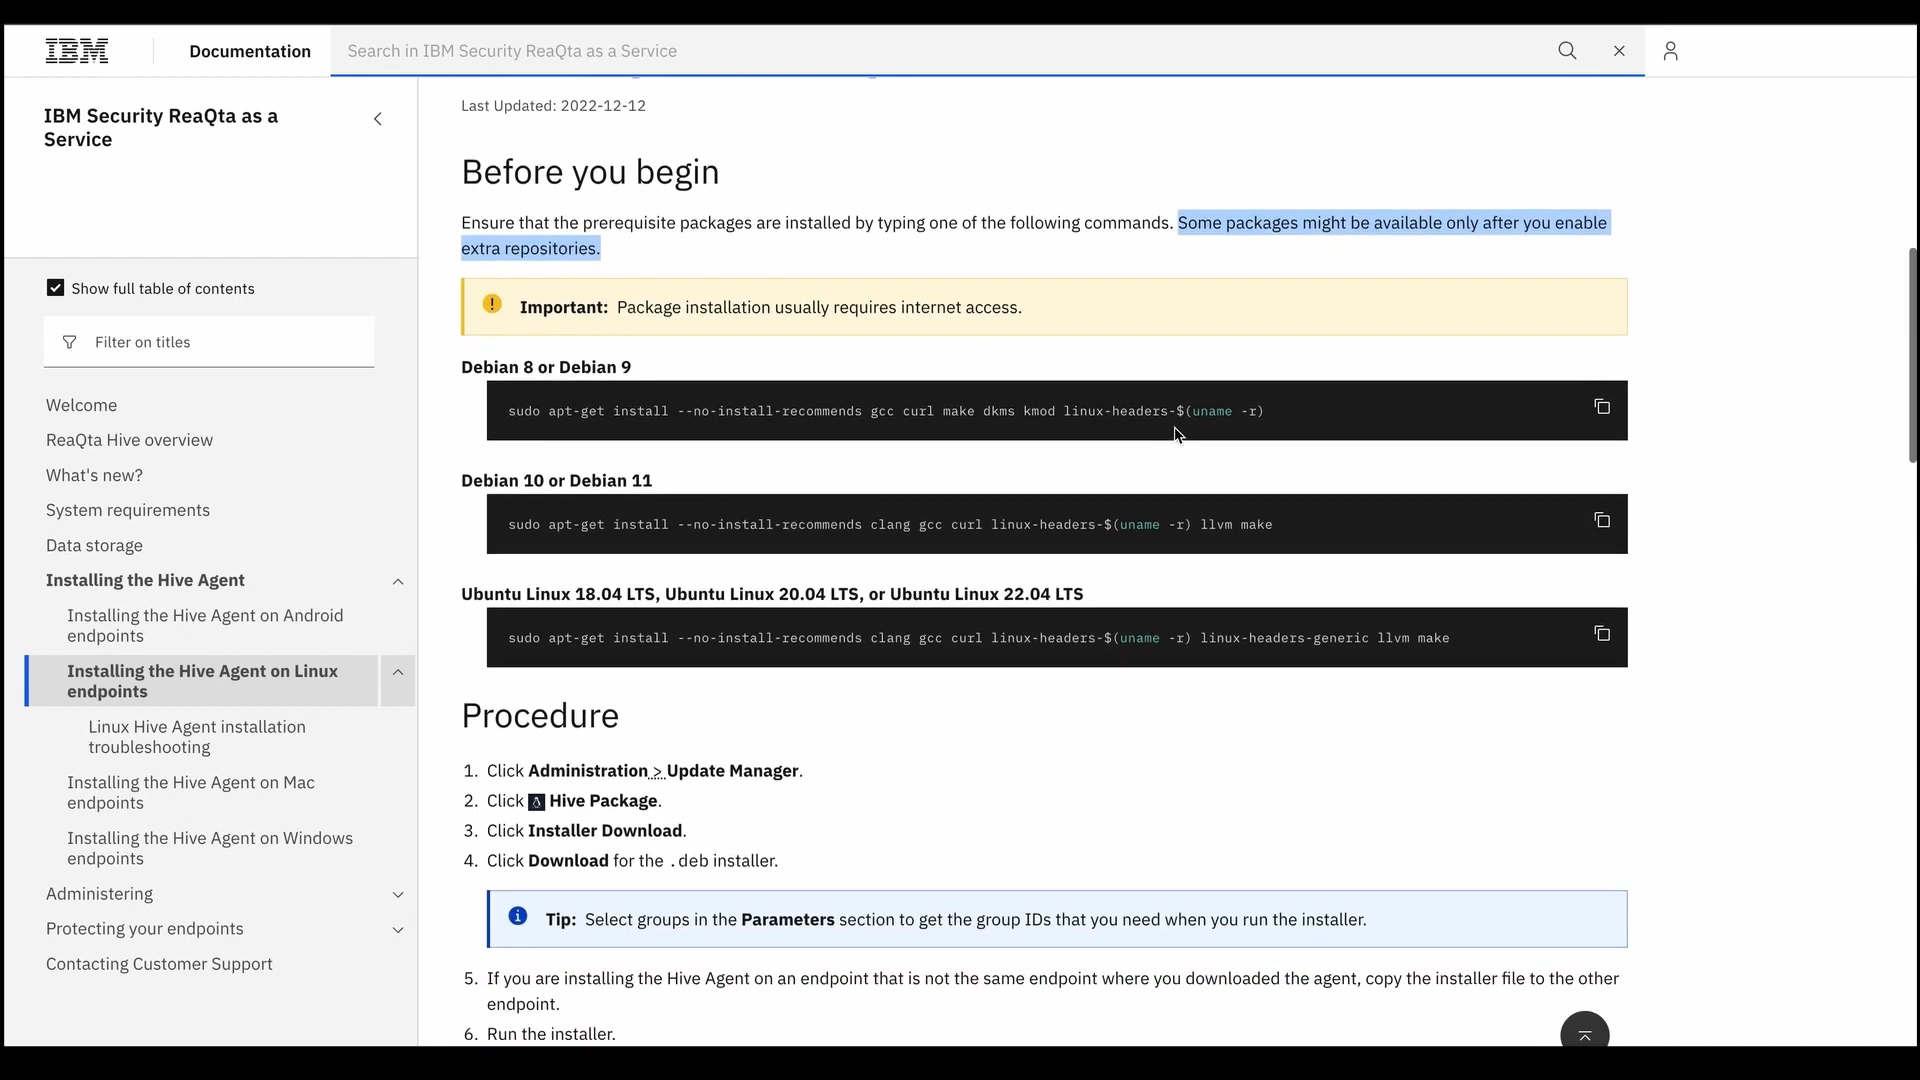 IBM
Documentation
Search in IBM Security ReaQta as a Service
IBM Security ReaQta as a
Service
Show full table of contents
Filter on titles
Welcome
ReaQta Hive overview
What's new?
System requirements
Data storage
Installing the Hive Agent
Installing the Hive Agent on Android
endpoints
Installing the Hive Agent on Linux
endpoints
Linux Hive Agent installation
troubleshooting
Installing the Hive Agent on Mac
endpoints
Installing the Hive Agent on Windows
endpoints
Administering
Protecting your endpoints
Contacting Customer Support
Last Updated: 2022-12-12
Before you begin
Ensure that the prerequisite packages are installed by typing one of the following commands. Some packages might be available only after you enable
extra repositories.
Important: Package installation usually requires internet access.
Debian 8 or Debian 9
sudo apt-get install --no-install-recommends gcc curl make dkms kmod linux-headers-$(uname -r)
Debian 10 or Debian 11
sudo apt-get install --no-install-recommends clang gcc curl linux-headers-$(uname -r) llvm make
Ubuntu Linux 18.04 LTS, Ubuntu Linux 20.04 LTS, or Ubuntu Linux 22.04 LTS
sudo apt-get install --no-install-recommends clang gcc curl linux-headers-$(uname -r) linux-headers-generic llvm make
Procedure
1. Click Administration > Update Manager.
2. Click Hive Package.
3. Click Installer Download.
4. Click Download for the .deb installer.
Tip: Select groups in the Parameters section to get the group IDs that you need when you run the installer.
5. If you are installing the Hive Agent on an endpoint that is not the same endpoint where you downloaded the agent, copy the installer file to the other
endpoint.
6. Run the installer.